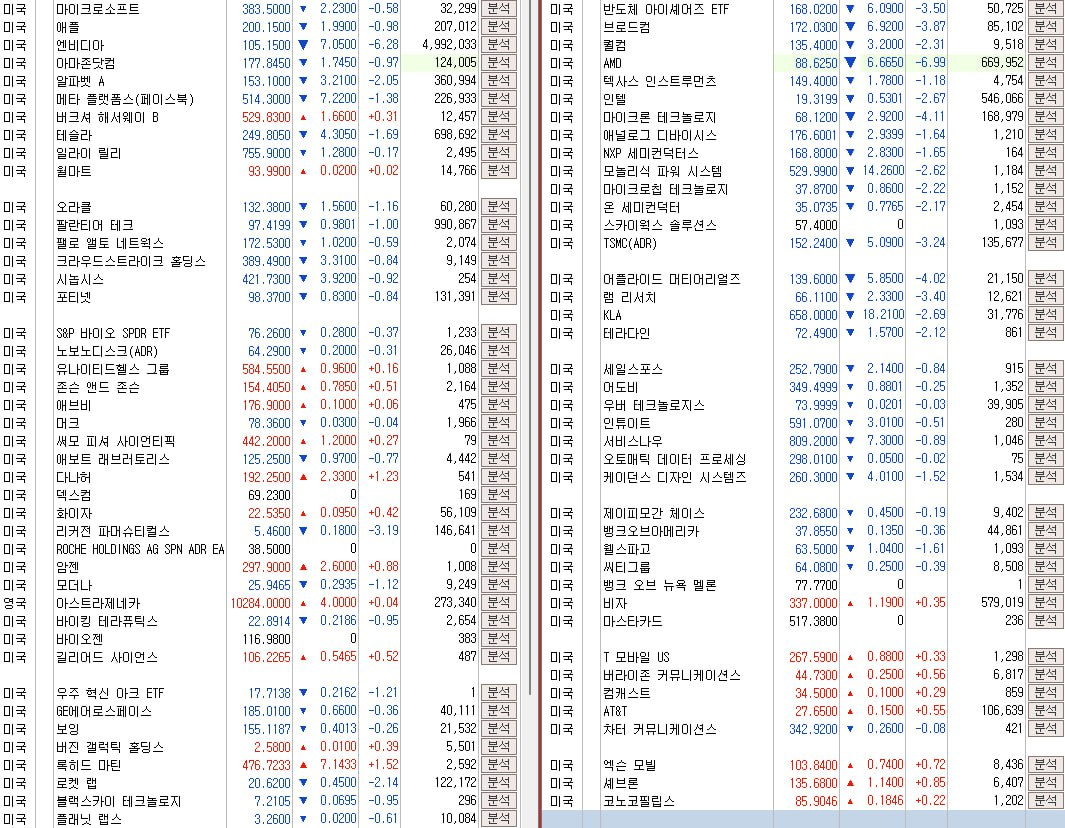 미국 마이크로소프트 383.5000 ▼ 2.2300 -0.58 32,299 분석
미국 애플 200.1500 ▼ 1.9900 -0.98 207,012 분석
미국 엔비디아 105.1500 ▼ 7.0500 -6.28 4,992,033 분석
미국 아마존닷컴 177.8450 ▼ 1.7450 -0.97 124,005 분석
미국 알파벳 A 153.1000 ▼ 3.2100 -2.05 360,994 분석
미국 메타 플랫폼스(페이스북) 514.3000 ▼ 7.2200 -1.38 226,933 분석
미국 버크셔 해서웨이 B 529.8300 ▲ 1.6600 +0.31 12,457 분석
미국 테슬라 249.8050 ▼ 4.3050 -1.69 698,692 분석
미국 일라이 릴리 755.9000 ▼ 1.2800 -0.17 2,495 분석
미국 월마트 93.9900 ▲ 0.0200 +0.02 14,766 분석
미국 오라클 132.3800 ▼ 1.5600 -1.16 60,280 분석
미국 팔란티어 테크 97.4199 ▼ 0.9801 -1.00 990,867 분석
미국 팰로 앨토 네트웍스 172.5300 ▼ 1.0200 -0.59 2,074 분석
미국 크라우드스트라이크 홀딩스 389.4900 ▼ 3.3100 -0.84 9,149 분석
미국 시놉시스 421.7300 ▼ 3.9200 -0.92 254 분석
미국 포티넷 98.3700 ▼ 0.8300 -0.84 131,391 분석
미국 S&P 바이오 SPDR ETF 76.2600 ▼ 0.2800 -0.37 1,233 분석
미국 노보노디스크(ADR) 64.2900 ▼ 0.2000 -0.31 26,046 분석
미국 유나이티드헬스 그룹 584.5500 ▲ 0.9600 +0.16 1,088 분석
미국 존슨 앤드 존슨 154.4050 ▲ 0.7850 +0.51 2,164 분석
미국 애브비 176.9000 ▲ 0.1000 +0.06 475 분석
미국 머크 78.3600 ▼ 0.0300 -0.04 1,966 분석
미국 써모 피셔 사이언티픽 442.2000 ▲ 1.2000 +0.27 79 분석
미국 애보트 래브러토리스 125.2500 ▼ 0.9700 -0.77 4,442 분석
미국 다나허 192.2500 ▲ 2.3300 +1.23 541 분석
미국 덱스컴 69.2300 0 169 분석
미국 화이자 22.5350 ▲ 0.0950 +0.42 56,109 분석
미국 리커전 파머슈티컬스 5.4600 ▼ 0.1800 -3.19 146,641 분석
미국 ROCHE HOLDINGS AG SPN ADR EA 38.5000 0 0 분석
미국 암젠 297.9000 ▲ 2.6000 +0.88 1,008 분석
미국 모더나 25.9465 ▼ 0.2935 -1.12 9,249 분석
영국 아스트라제네카 10284.0000 ▲ 4.0000 +0.04 273,340 분석
미국 바이킹 테라퓨틱스 22.8914 ▼ 0.2186 -0.95 2,654 분석
미국 바이오젠 116.9800 0 383 분석
미국 길리어드 사이언스 106.2265 ▲ 0.5465 +0.52 487 분석
미국 우주 혁신 아크 ETF 17.7138 ▼ 0.2162 -1.21 1 분석
미국 GE에어로스페이스 185.0100 ▼ 0.6600 -0.36 40,111 분석
미국 보잉 155.1187 ▼ 0.4013 -0.26 21,532 분석
미국 버진 갤럭틱 홀딩스 2.5800 ▲ 0.0100 +0.39 5,501 분석
미국 록히드 마틴 476.7233 ▲ 7.1433 +1.52 2,592 분석
미국 로켓 랩 20.6200 ▼ 0.4500 -2.14 122,172 분석
미국 블랙스카이 테크놀로지 7.2105 ▼ 0.0695 -0.95 296 분석
미국 플래닛 랩스 3.2600 ▼ 0.0200 -0.61 10,084 분석
미국 반도체 아이셰어즈 ETF 168.0200 ▼ 6.0900 -3.50 50,725 분석
미국 브로드컴 172.0300 ▼ 6.9200 -3.87 85,102 분석
미국 퀄컴 135.4000 ▼ 3.2000 -2.31 9,518 분석
미국 AMD 88.6250 ▼ 6.6650 -6.99 669,952 분석
미국 텍사스 인스트루먼츠 149.4000 ▼ 1.7800 -1.18 4,754 분석
미국 인텔 19.3199 ▼ 0.5301 -2.67 546,066 분석
미국 마이크론 테크놀로지 68.1200 ▼ 2.9200 -4.11 168,979 분석
미국 애널로그 디바이시스 176.6001 ▼ 2.9399 -1.64 1,210 분석
미국 NXP 세미컨덕터스 168.8000 ▼ 2.8300 -1.65 164 분석
미국 모놀리식 파워 시스템 529.9900 ▼ 14.2600 -2.62 1,184 분석
미국 마이크로칩 테크놀로지 37.8700 ▼ 0.8600 -2.22 1,152 분석
미국 온 세미컨덕터 35.0735 ▼ 0.7765 -2.17 2,454 분석
미국 스카이웍스 솔루션스 57.4000 0 1,093 분석
미국 TSMC(ADR) 152.2400 ▼ 5.0900 -3.24 135,677 분석
미국 어플라이드 머티어리얼즈 139.6000 ▼ 5.8500 -4.02 21,150 분석
미국 램 리서치 66.1100 ▼ 2.3300 -3.40 12,621 분석
미국 KLA 658.0000 ▼ 18.2100 -2.69 31,776 분석
미국 테라다인 72.4900 ▼ 1.5700 -2.12 861 분석
미국 세일스포스 252.7900 ▼ 2.1400 -0.84 915 분석
미국 어도비 349.4999 ▼ 0.8801 -0.25 1,352 분석
미국 우버 테크놀로지스 73.9999 ▼ 0.0201 -0.03 39,905 분석
미국 인튜이트 591.0700 ▼ 3.0100 -0.51 280 분석
미국 서비스나우 809.2000 ▼ 7.3000 -0.89 1,046 분석
미국 오토매틱 데이터 프로세싱 298.0100 ▼ 0.0500 -0.02 75 분석
미국 케이던스 디자인 시스템즈 260.3000 ▼ 4.0100 -1.52 1,534 분석
미국 제이피모간 체이스 232.6800 ▼ 0.4500 -0.19 9,402 분석
미국 뱅크오브아메리카 37.8550 ▼ 0.1350 -0.36 44,861 분석
미국 웰스파고 63.5000 ▼ 1.0400 -1.61 1,093 분석
미국 씨티그룹 64.0800 ▼ 0.2500 -0.39 8,508 분석
미국 뱅크 오브 뉴욕 멜론 77.7700 0 1 분석
미국 비자 337.0000 ▲ 1.1900 +0.35 579,019 분석
미국 마스타카드 517.3800 0 236 분석
미국 T 모바일 US 267.5900 ▲ 0.8800 +0.33 1,298 분석
미국 버라이존 커뮤니케이션스 44.7300 ▲ 0.2500 +0.56 6,817 분석
미국 컴캐스트 34.5000 ▲ 0.1000 +0.29 859 분석
미국 AT&T 27.6500 ▲ 0.1500 +0.55 106,639 분석
미국 차터 커뮤니케이션스 342.9200 ▼ 0.2600 -0.08 421 분석
미국 엑슨 모빌 103.8400 ▲ 0.7400 +0.72 8,436 분석
미국 셰브론 135.6800 ▲ 1.1400 +0.85 6,407 분석
미국 코노코필립스 85.9046 ▲ 0.1846 +0.22 1,202 분석